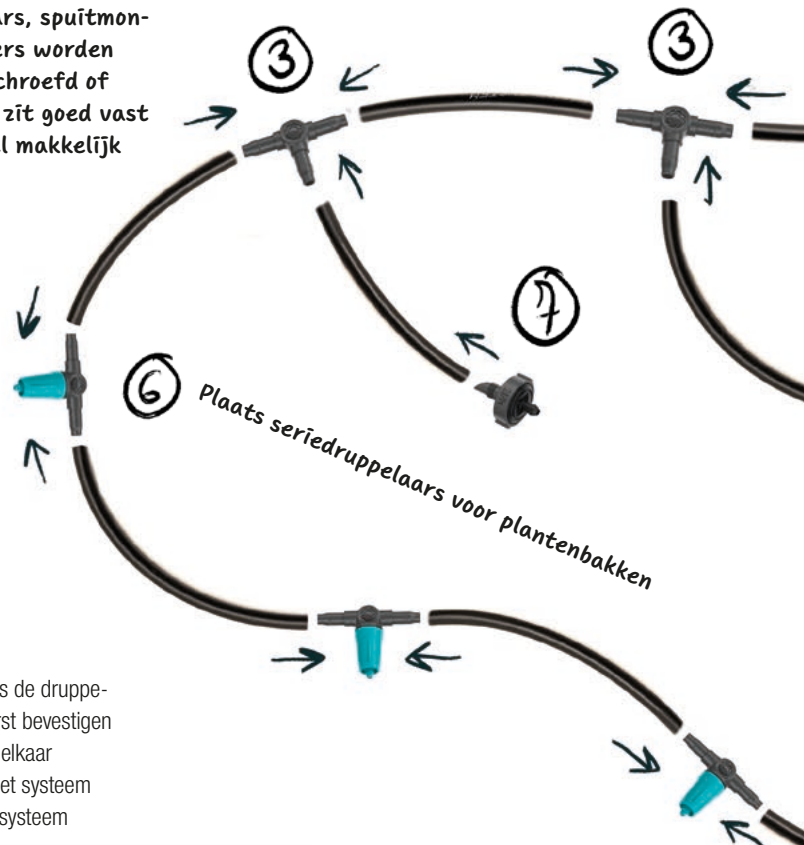 ars, spuitmon-
ers worden
chroefd of
zit goed vast
l makkelijk
3
3
7
6
Plaats seriedruppelaars voor plantenbakken
s de druppe-
rst bevestigen
elkaar
et systeem
systeem